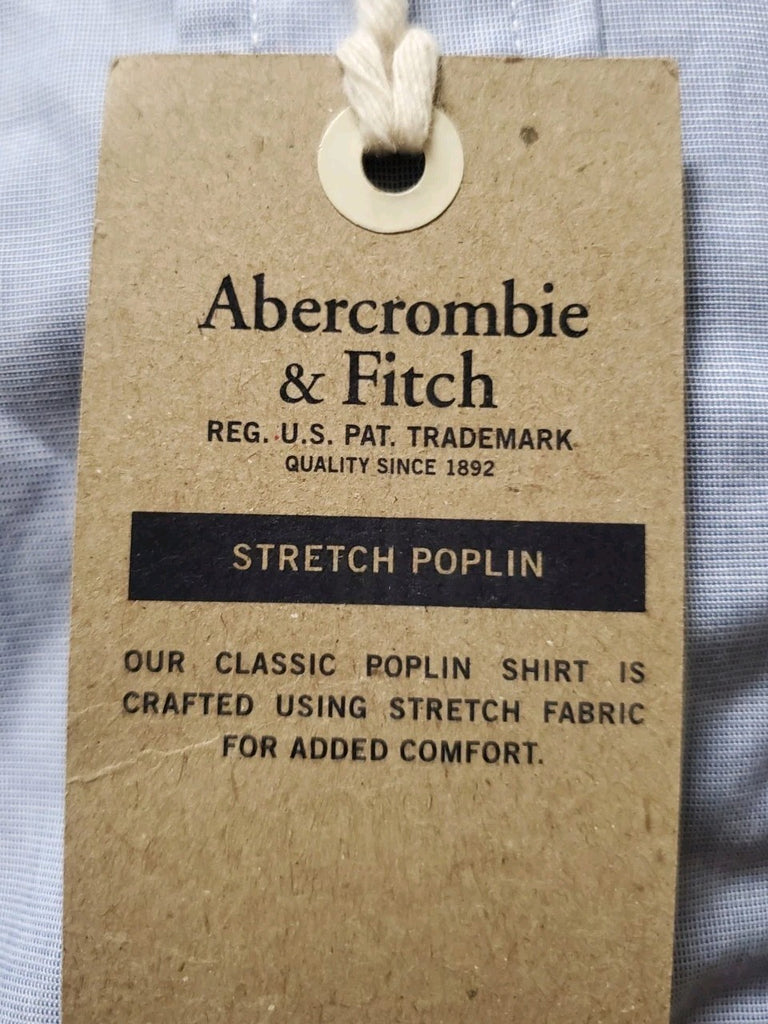 Abercrombie
& Fitch
REG. U.S. PAT. TRADEMARK
QUALITY SINCE 1892
STRETCH POPLIN
OUR CLASSIC POPLIN SHIRT IS
CRAFTED USING STRETCH FABRIC
FOR ADDED COMFORT.